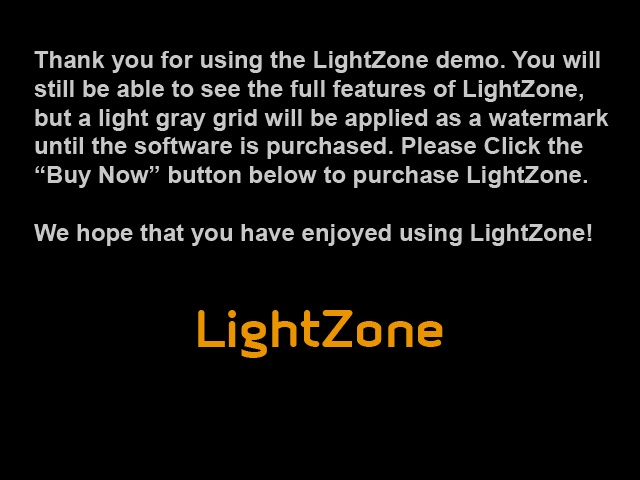 Thank you for using the LightZone demo. You will
still be able to see the full features of LightZone,
but a light gray grid will be applied as a watermark
until the software is purchased. Please Click the
“Buy Now” button below to purchase LightZone.
We hope that you have enjoyed using LightZone!
LightZone